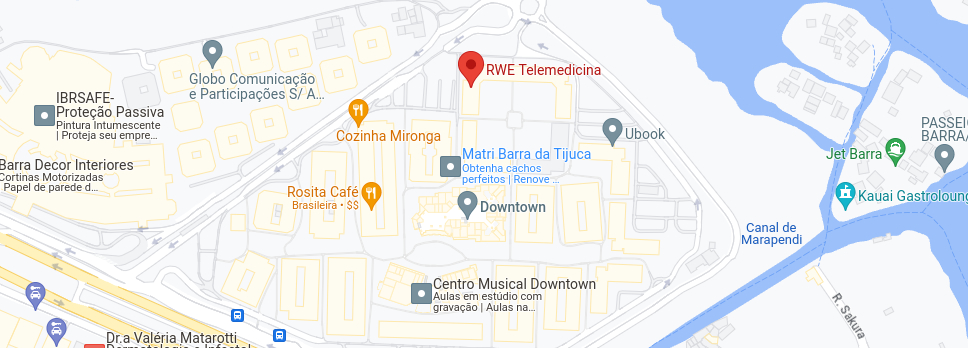 RWE Telemedicina
Globo Comunicação
e Participações S/ A...
IBRSAFE-
Proteção Passiva
Pintura Intumescente
| Proteja seu empre...
Cozinha Mironga
Ubook
PASSEIO
BARRA
Jet Barra
Matri Barra da Tijuca
Obtenha cachos
perfeitos | Renove ...
Barra Decor Interiores
Cortinas Motorizadas
Papel de parede d...
Rosita Café
Brasileira • $$
Downtown
Kauai Gastroloung
Canal de
Marapendi
Centro Musical Downtown
Aulas em estúdio com
gravação | Aulas na...
R. Sakura
Dr.a Valéria Matarotti